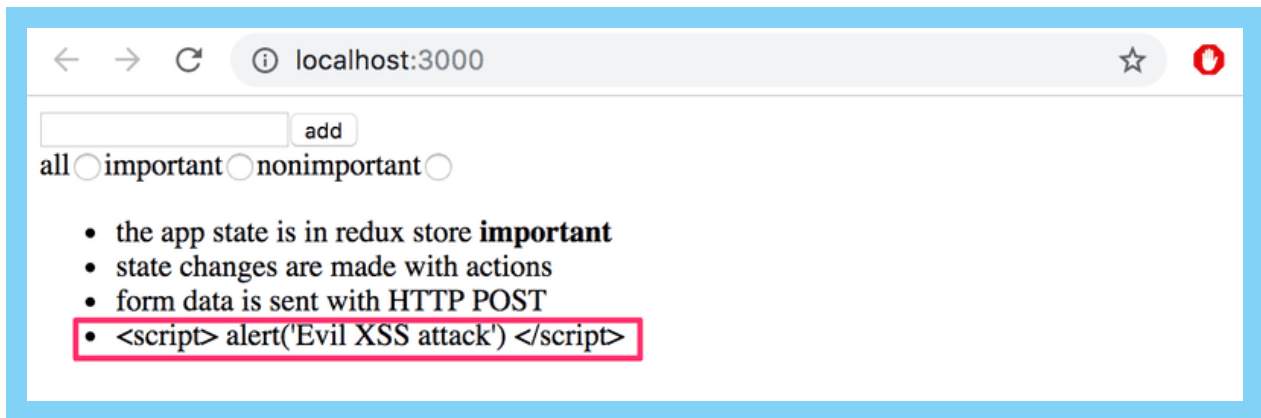 localhost:3000
add
all important nonimportant
the app state is in redux store important
state changes are made with actions
form data is sent with HTTP POST
<script> alert('Evil XSS attack') </script>